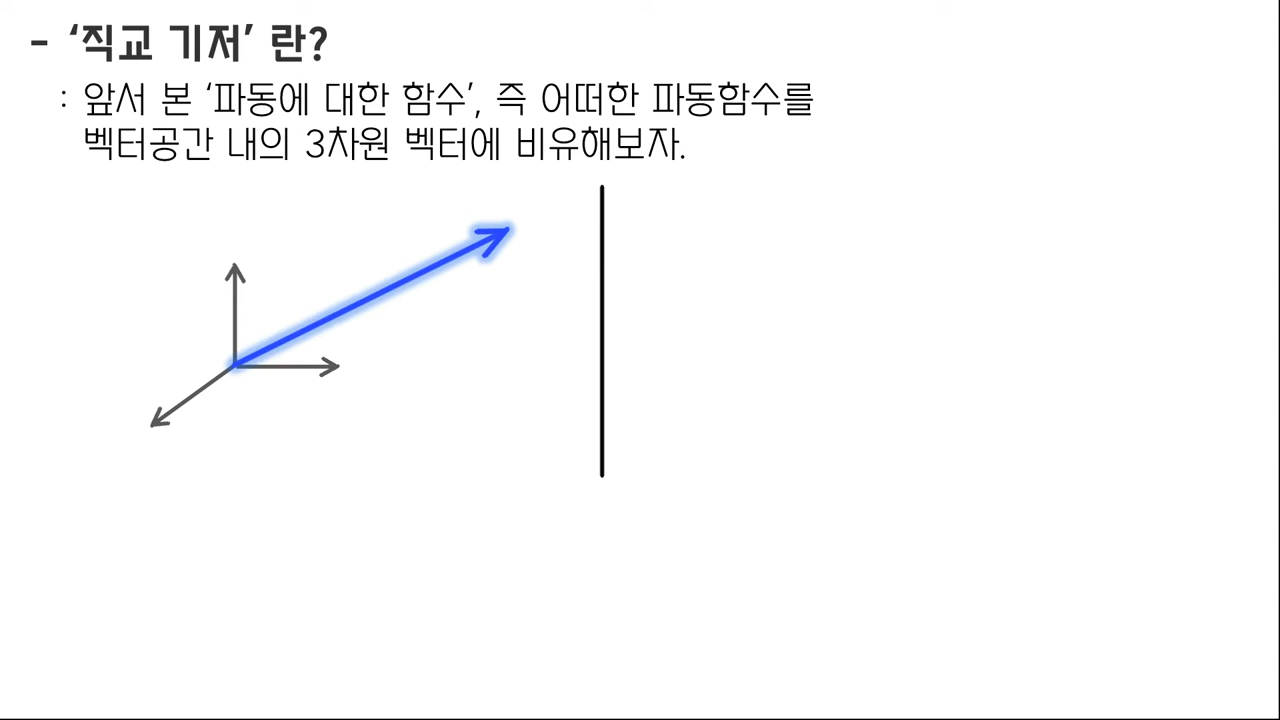 - ‘직교 기저’ 란?
: 앞서 본 ‘파동에 대한 함수’, 즉 어떠한 파동함수를
벡터공간 내의 3차원 벡터에 비유해보자.